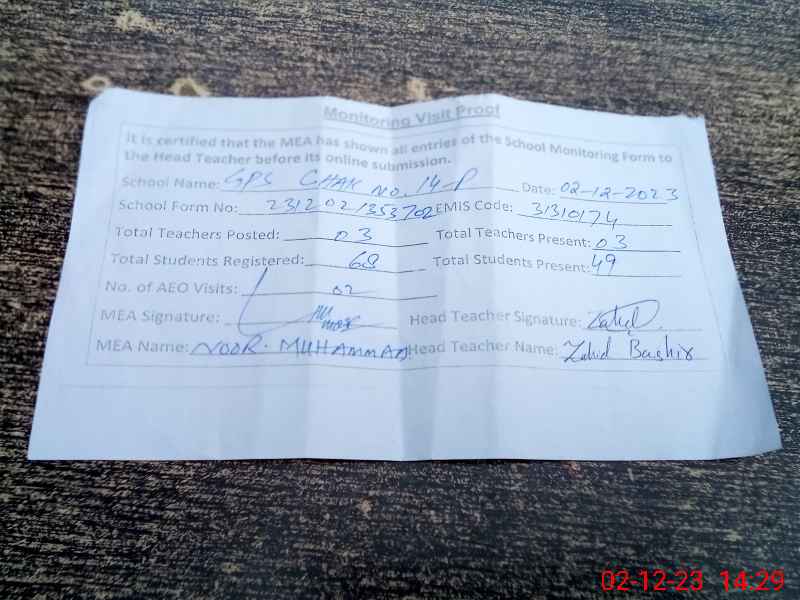 Monitoring Visit Proof
It is certified that the MEA has shown all entries of the School Monitoring Form to
the Head Teacher before its online submission.
School Name: GPS CHAK NO. 14-P Date: 02-12-2023
School Form No: 2312021353702 EMIS Code: 31310174
Total Teachers Posted: 03 Total Teachers Present: 03
Total Students Registered: 68 Total Students Present: 49
No. of AEO Visits: 02
MEA Signature: Head Teacher Signature: Zahid
MEA Name: NOOR MUHAMMAD Head Teacher Name: Zahid Bashir
02-12-23 14:29